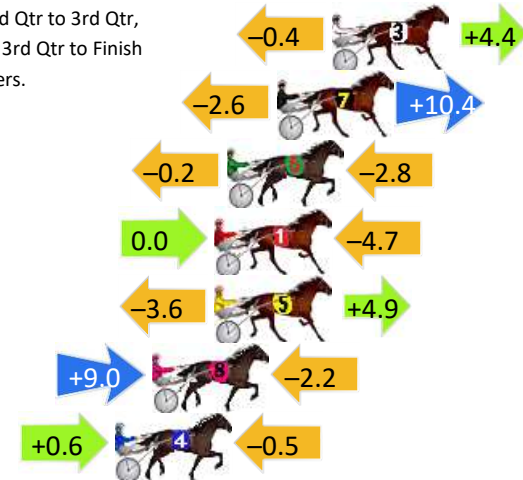 d Qtr to 3rd Qtr,
3rd Qtr to Finish
ers.
–0.4 3 +4.4
–2.6 7 +10.4
–0.2 6 –2.8
0.0 1 –4.7
–3.6 5 +4.9
+9.0 8 –2.2
+0.6 4 –0.5